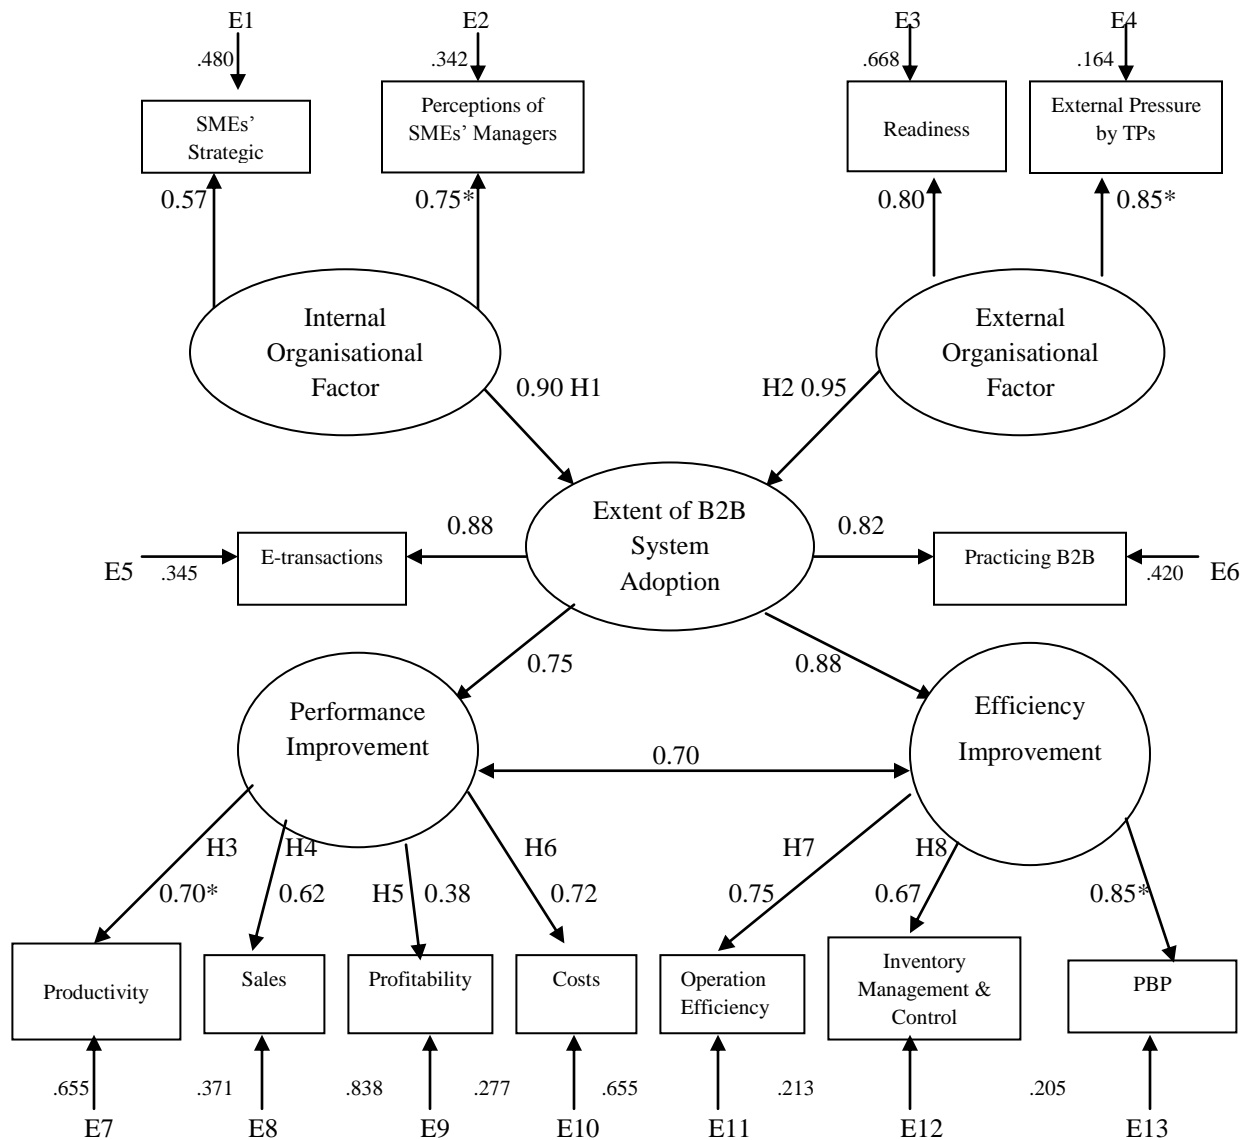 E1
E2
E3
E4
.480
.342
.668
.164
SMEs'
Strategic
Perceptions of
SMEs' Managers
Readiness
External Pressure
by TPs
0.57
0.75*
0.80
0.85*
Internal
Organisational
Factor
External
Organisational
Factor
0.90 H1
H2 0.95
Extent of B2B
System
Adoption
0.88
0.82
E-transactions
Practicing B2B
E5
.345
.420
E6
0.75
0.88
Performance
Improvement
Efficiency
Improvement
0.70
H3
H4
H5
H6
H7
H8
0.70*
0.62
0.38
0.72
0.75
0.67
0.85*
Productivity
Sales
Profitability
Costs
Operation
Efficiency
Inventory
Management &
Control
PBP
.655
.371
.838
.277
.655
.213
.205
E7
E8
E9
E10
E11
E12
E13